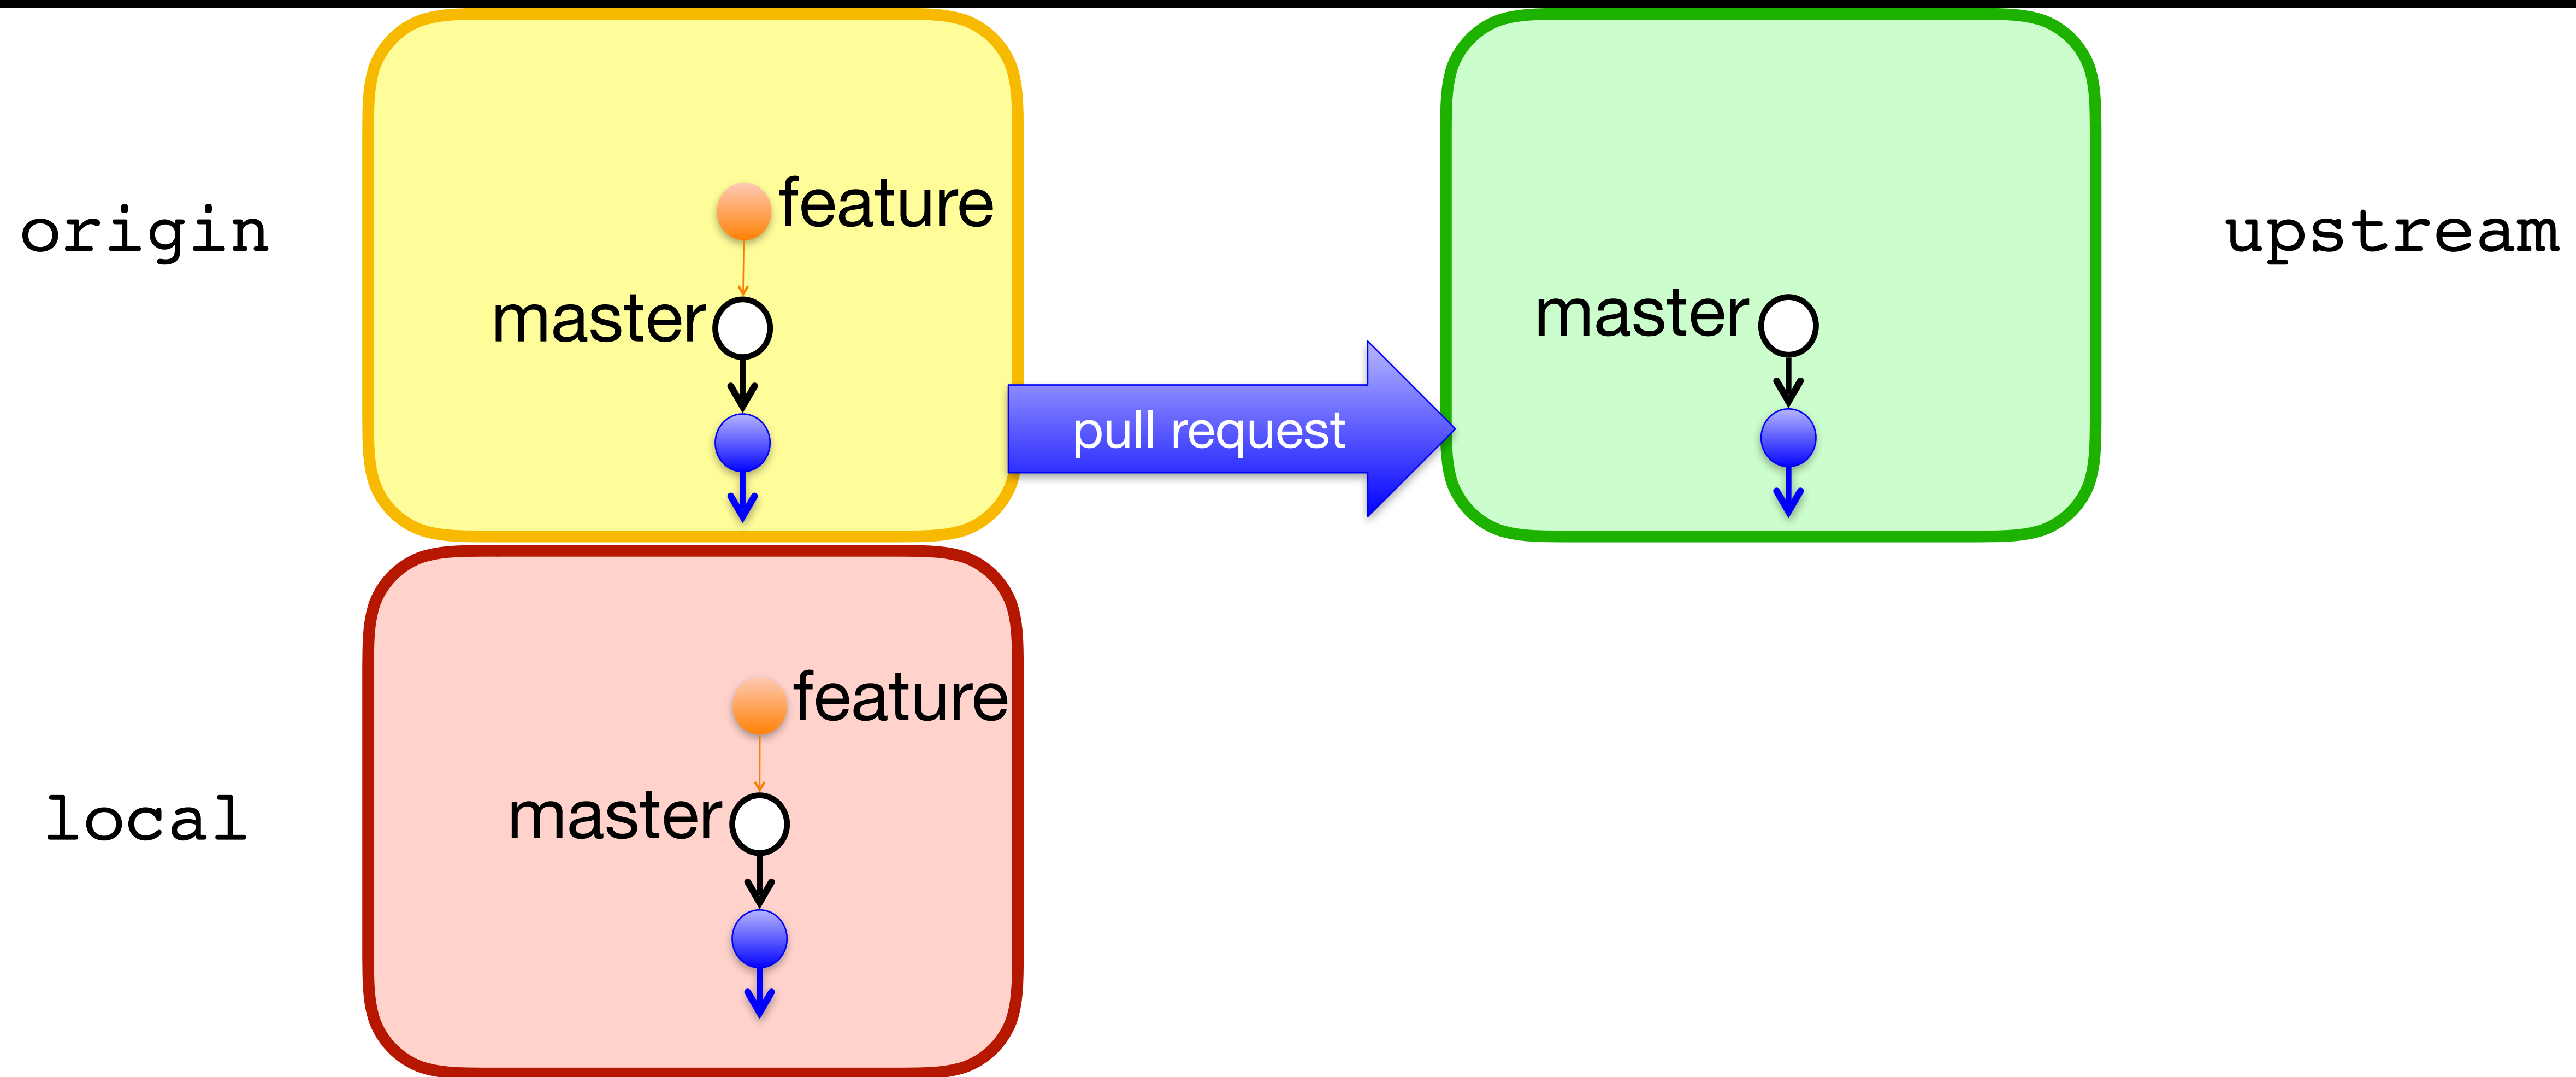 origin
feature
master
pull request
master
upstream
local
feature
master